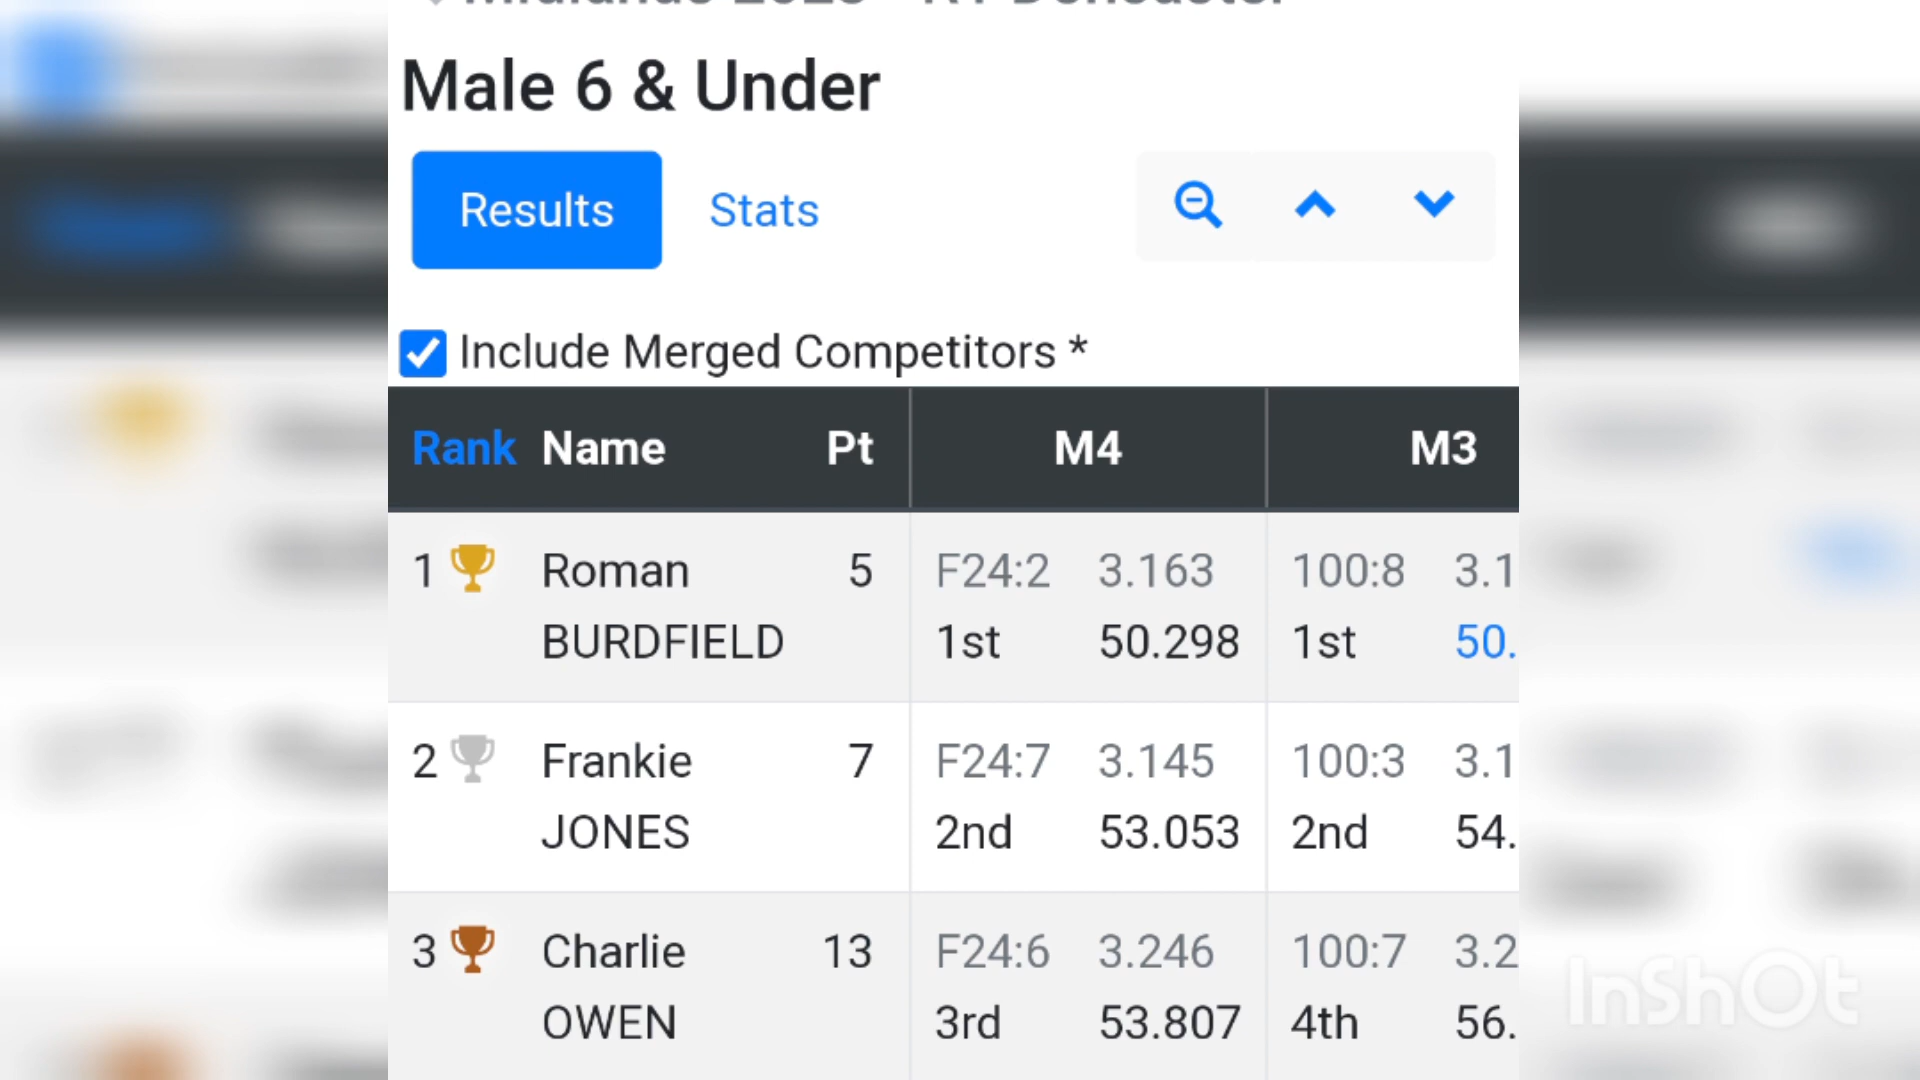 Male 6 & Under
Results Stats
Include Merged Competitors *
Rank Name Pt M4 M3
1 Roman 5 F24:2 3.163 100:8 3.1
BURDFIELD 1st 50.298 1st 50.
2 Frankie 7 F24:7 3.145 100:3 3.1
JONES 2nd 53.053 2nd 54.
3 Charlie 13 F24:6 3.246 100:7 3.2
OWEN 3rd 53.807 4th 56.
InShOt